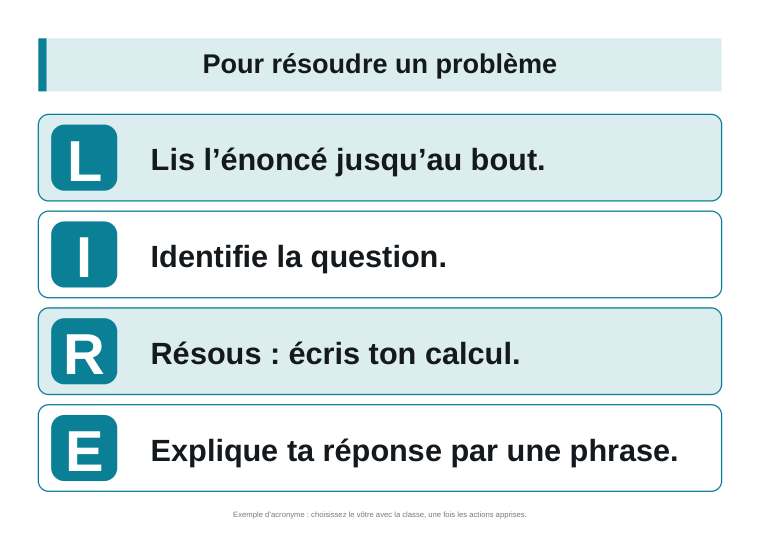 Pour résoudre un problème
L
Lis l’énoncé jusqu’au bout.
I
Identifie la question.
R
Résous : écris ton calcul.
E
Explique ta réponse par une phrase.
Exemple d’acronyme : choisissez le vôtre avec la classe, une fois les actions apprises.